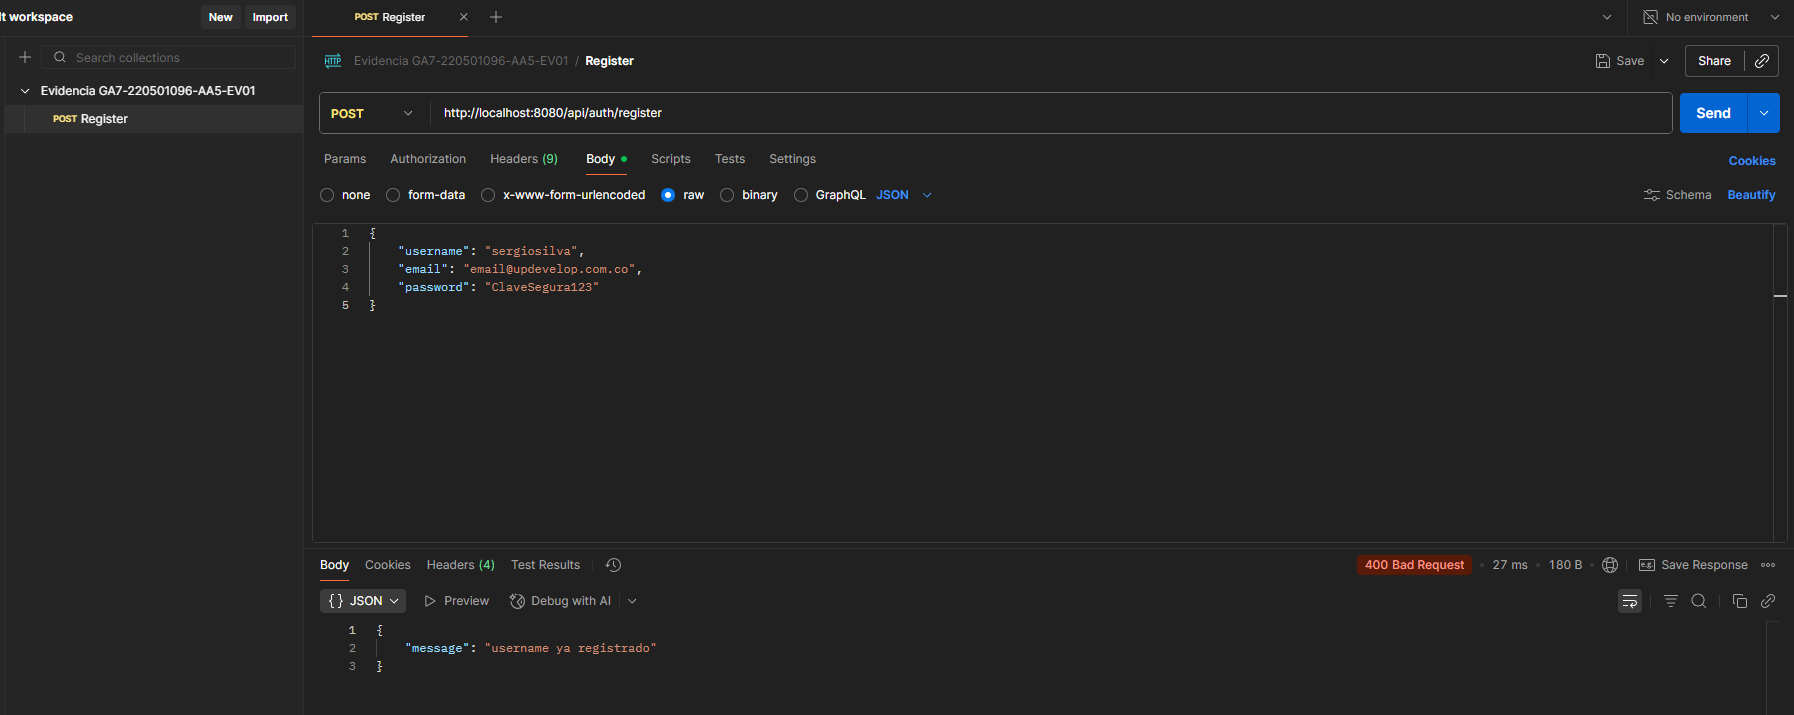 lt workspace
New
Import
POST Register
No environment
Search collections
Evidencia GA7-220501096-AA5-EV01 / Register
Save
Share
Evidencia GA7-220501096-AA5-EV01
POST Register
POST
http://localhost:8080/api/auth/register
Send
Params Authorization Headers (9) Body Scripts Tests Settings
Cookies
none form-data x-www-form-urlencoded raw binary GraphQL JSON
Schema Beautify
1 {
2 "username": "sergiosilva",
3 "email": "email@updevelop.com.co",
4 "password": "ClaveSegura123"
5 }
Body Cookies Headers (4) Test Results
400 Bad Request • 27 ms • 180 B
e.g. Save Response
{} JSON Preview Debug with AI
1 {
2 "message": "username ya registrado"
3 }